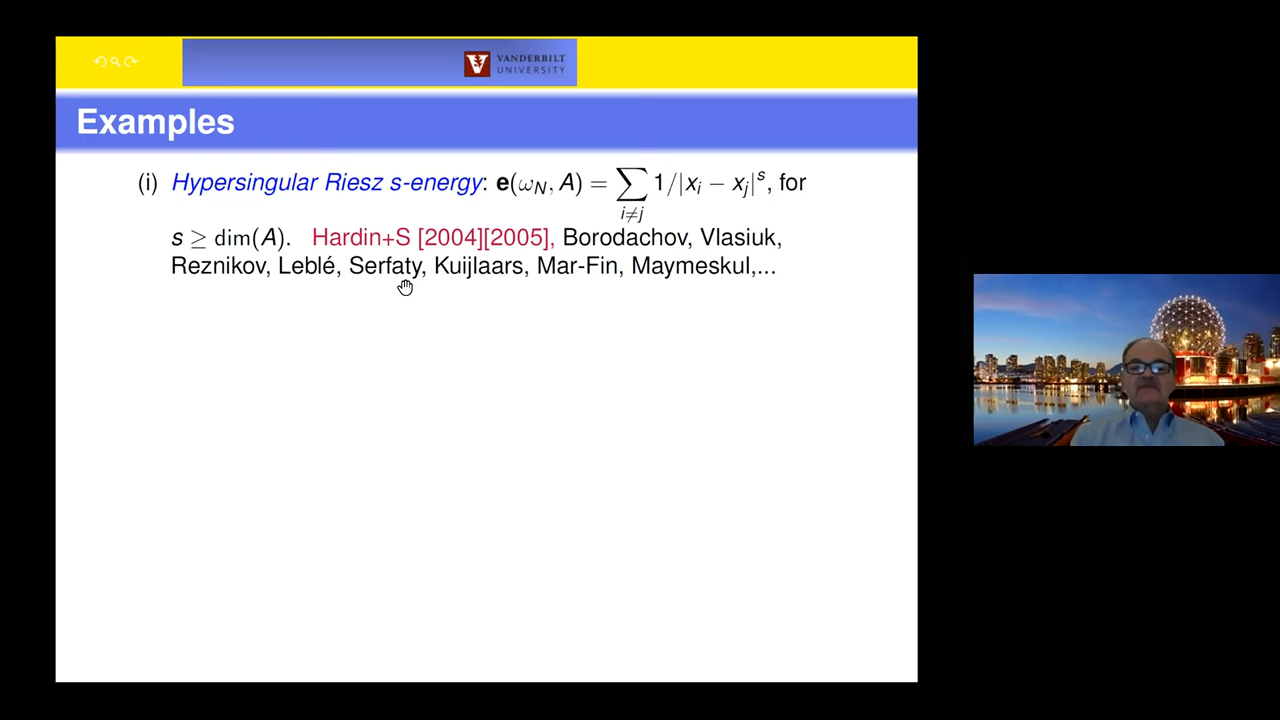 VANDERBILT
UNIVERSITY
Examples
(i) Hypersingular Riesz s-energy: e(ω_N, A) = ∑_{i≠j} 1/|x_i − x_j|^s, for
s ≥ dim(A). Hardin+S [2004][2005], Borodachov, Vlasiuk,
Reznikov, Leblé, Serfaty, Kuijlaars, Mar-Fin, Maymeskul,...